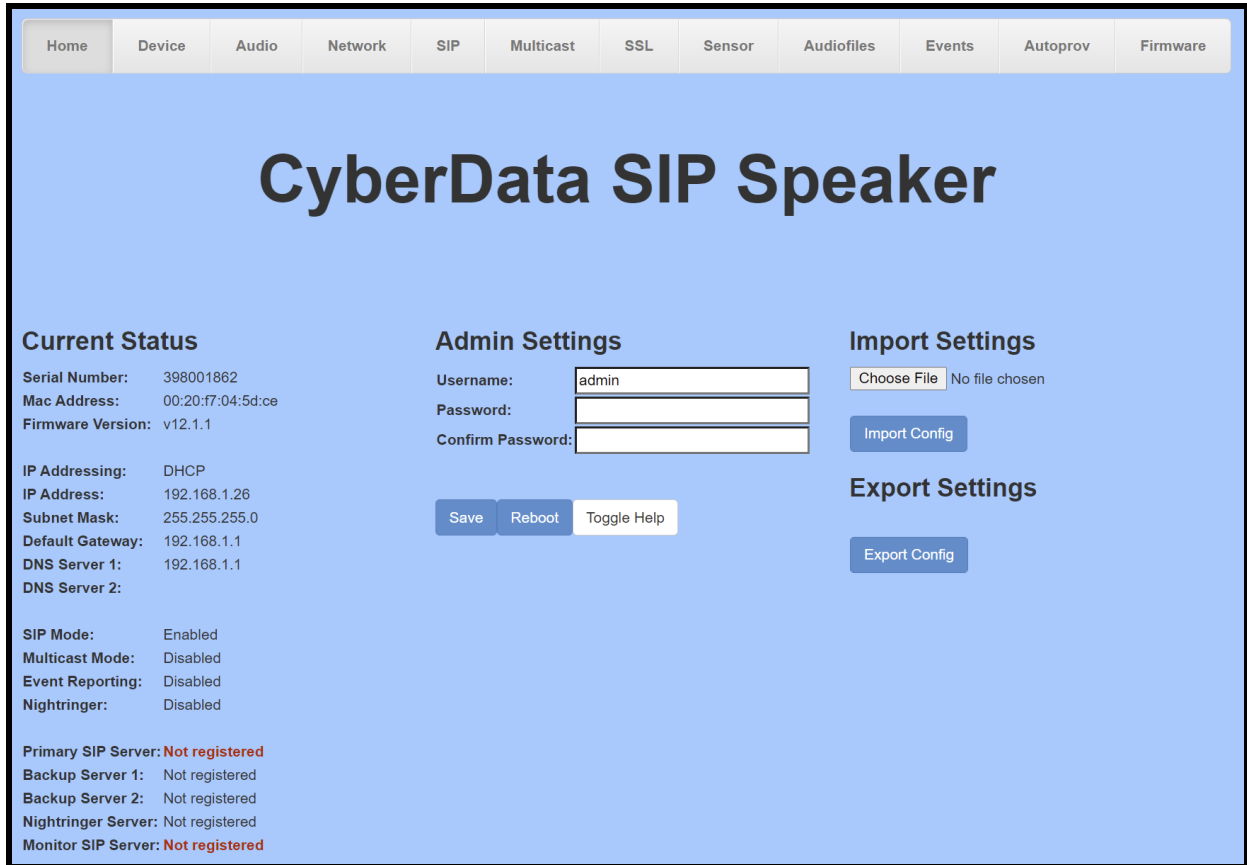 Home Device Audio Network SIP Multicast SSL Sensor Audiofiles Events Autoprov Firmware
CyberData SIP Speaker
Current Status
Serial Number: 398001862
Mac Address: 00:20:f7:04:5d:ce
Firmware Version: v12.1.1
IP Addressing: DHCP
IP Address: 192.168.1.26
Subnet Mask: 255.255.255.0
Default Gateway: 192.168.1.1
DNS Server 1: 192.168.1.1
DNS Server 2:
SIP Mode: Enabled
Multicast Mode: Disabled
Event Reporting: Disabled
Nightringer: Disabled
Primary SIP Server: Not registered
Backup Server 1: Not registered
Backup Server 2: Not registered
Nightringer Server: Not registered
Monitor SIP Server: Not registered
Admin Settings
Username: admin
Password:
Confirm Password:
Save Reboot Toggle Help
Import Settings
Choose File No file chosen
Import Config
Export Settings
Export Config